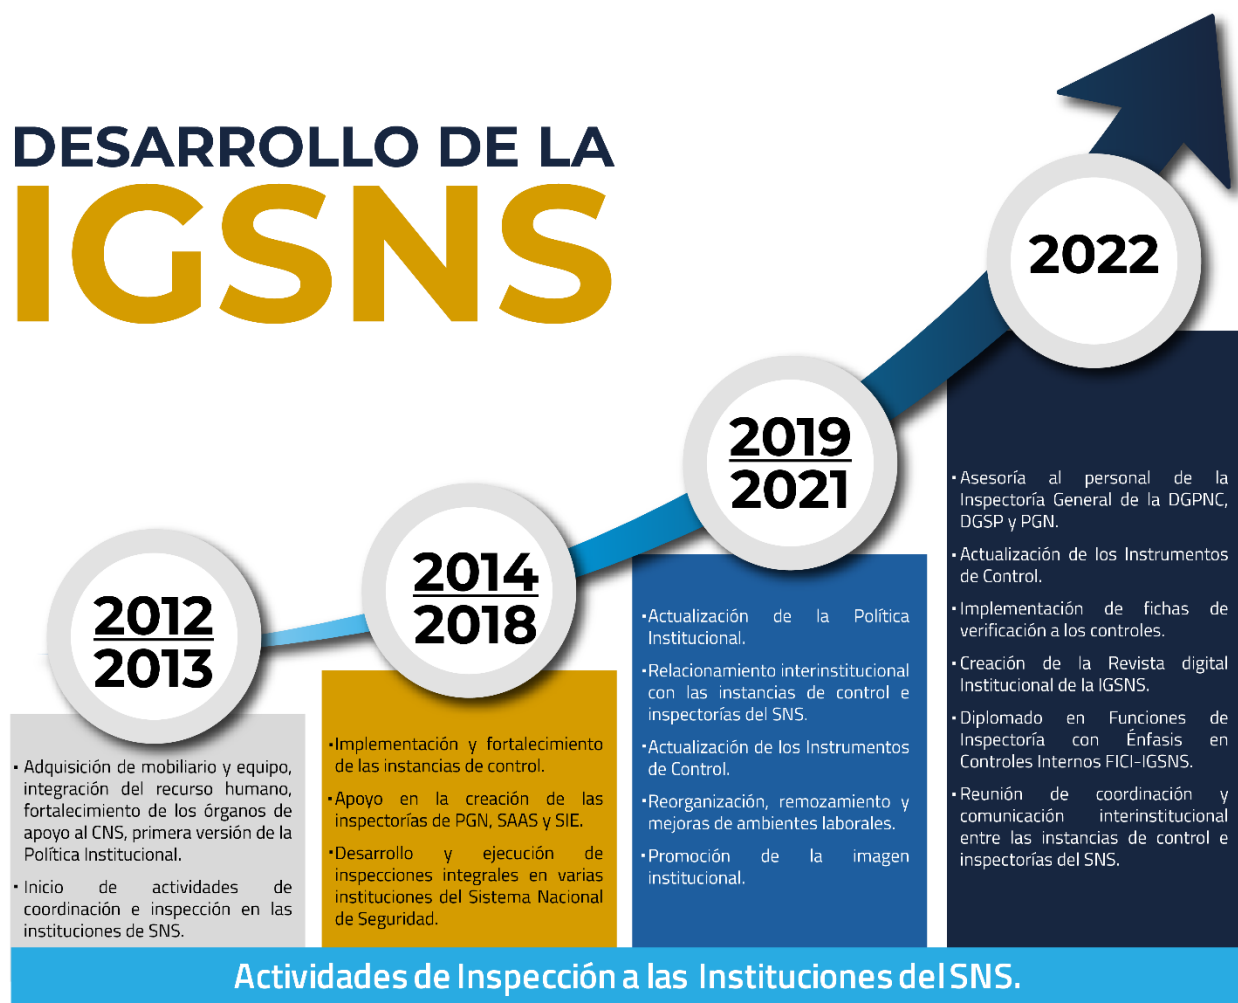 DESARROLLO DE LA
IGSNS
2012
2013
• Adquisición de mobiliario y equipo,
integración del recurso humano,
fortalecimiento de los órganos de
apoyo al CNS, primera versión de la
Política Institucional.
• Inicio de actividades de
coordinación e inspección en las
instituciones de SNS.
2014
2018
•Implementación y fortalecimiento
de las instancias de control.
•Apoyo en la creación de las
inspectorías de PGN, SAAS y SIE.
•Desarrollo y ejecución de
inspecciones integrales en varias
instituciones del Sistema Nacional
de Seguridad.
2019
2021
•Actualización de la Política
Institucional.
•Relacionamiento interinstitucional
con las instancias de control e
inspectorías del SNS.
•Actualización de los Instrumentos
de Control.
•Reorganización, remozamiento y
mejoras de ambientes laborales.
•Promoción de la imagen
institucional.
2022
•Asesoría al personal de la
Inspectoría General de la DGPNC,
DGSP y PGN.
•Actualización de los Instrumentos
de Control.
•Implementación de fichas de
verificación a los controles.
•Creación de la Revista digital
Institucional de la IGSNS.
•Diplomado en Funciones de
Inspectoría con Énfasis en
Controles Internos FICI-IGSNS.
•Reunión de coordinación y
comunicación interinstitucional
entre las instancias de control e
inspectorías del SNS.
Actividades de Inspección a las Instituciones del SNS.